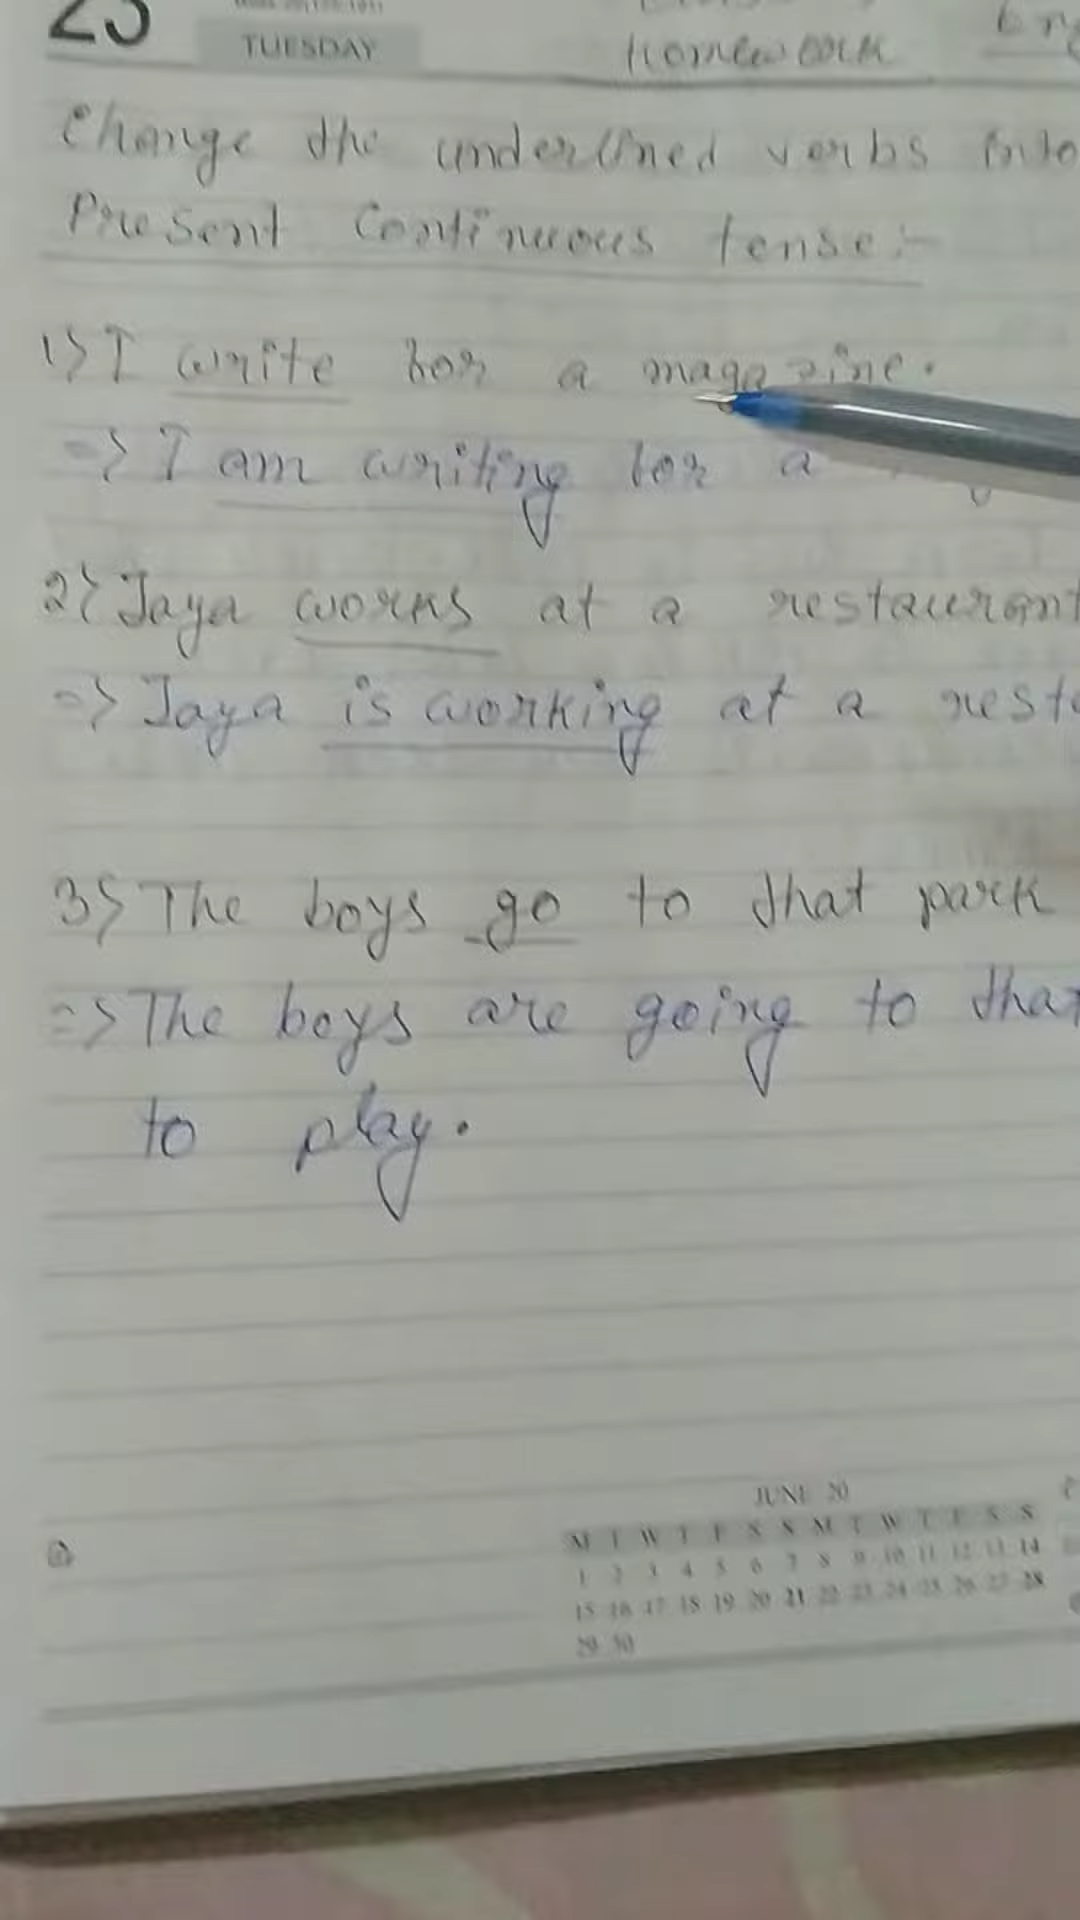 23
TUESDAY
Homework
Change the underlined verbs into
Present Continuous tense:-
1) I write for a magazine.
=> I am writing for a
2) Jaya works at a restaurant
=> Jaya is working at a
3) The boys go to that park
=> The boys are going to that
to play.
JUNE 20
M T W T F S S M T W T F S S
1 2 3 4 5 6 7 8 9 10 11 12 13 14
15 16 17 18 19 20 21 22 23 24 25 26 27 28
29 30